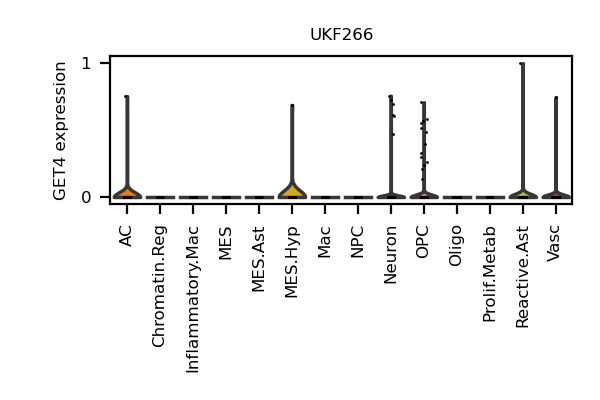 UKF266
GET4 expression
1
0
AC
Chromatin.Reg
Inflammatory.Mac
MES
MES.Ast
MES.Hyp
Mac
NPC
Neuron
OPC
Oligo
Prolif.Metab
Reactive.Ast
Vasc